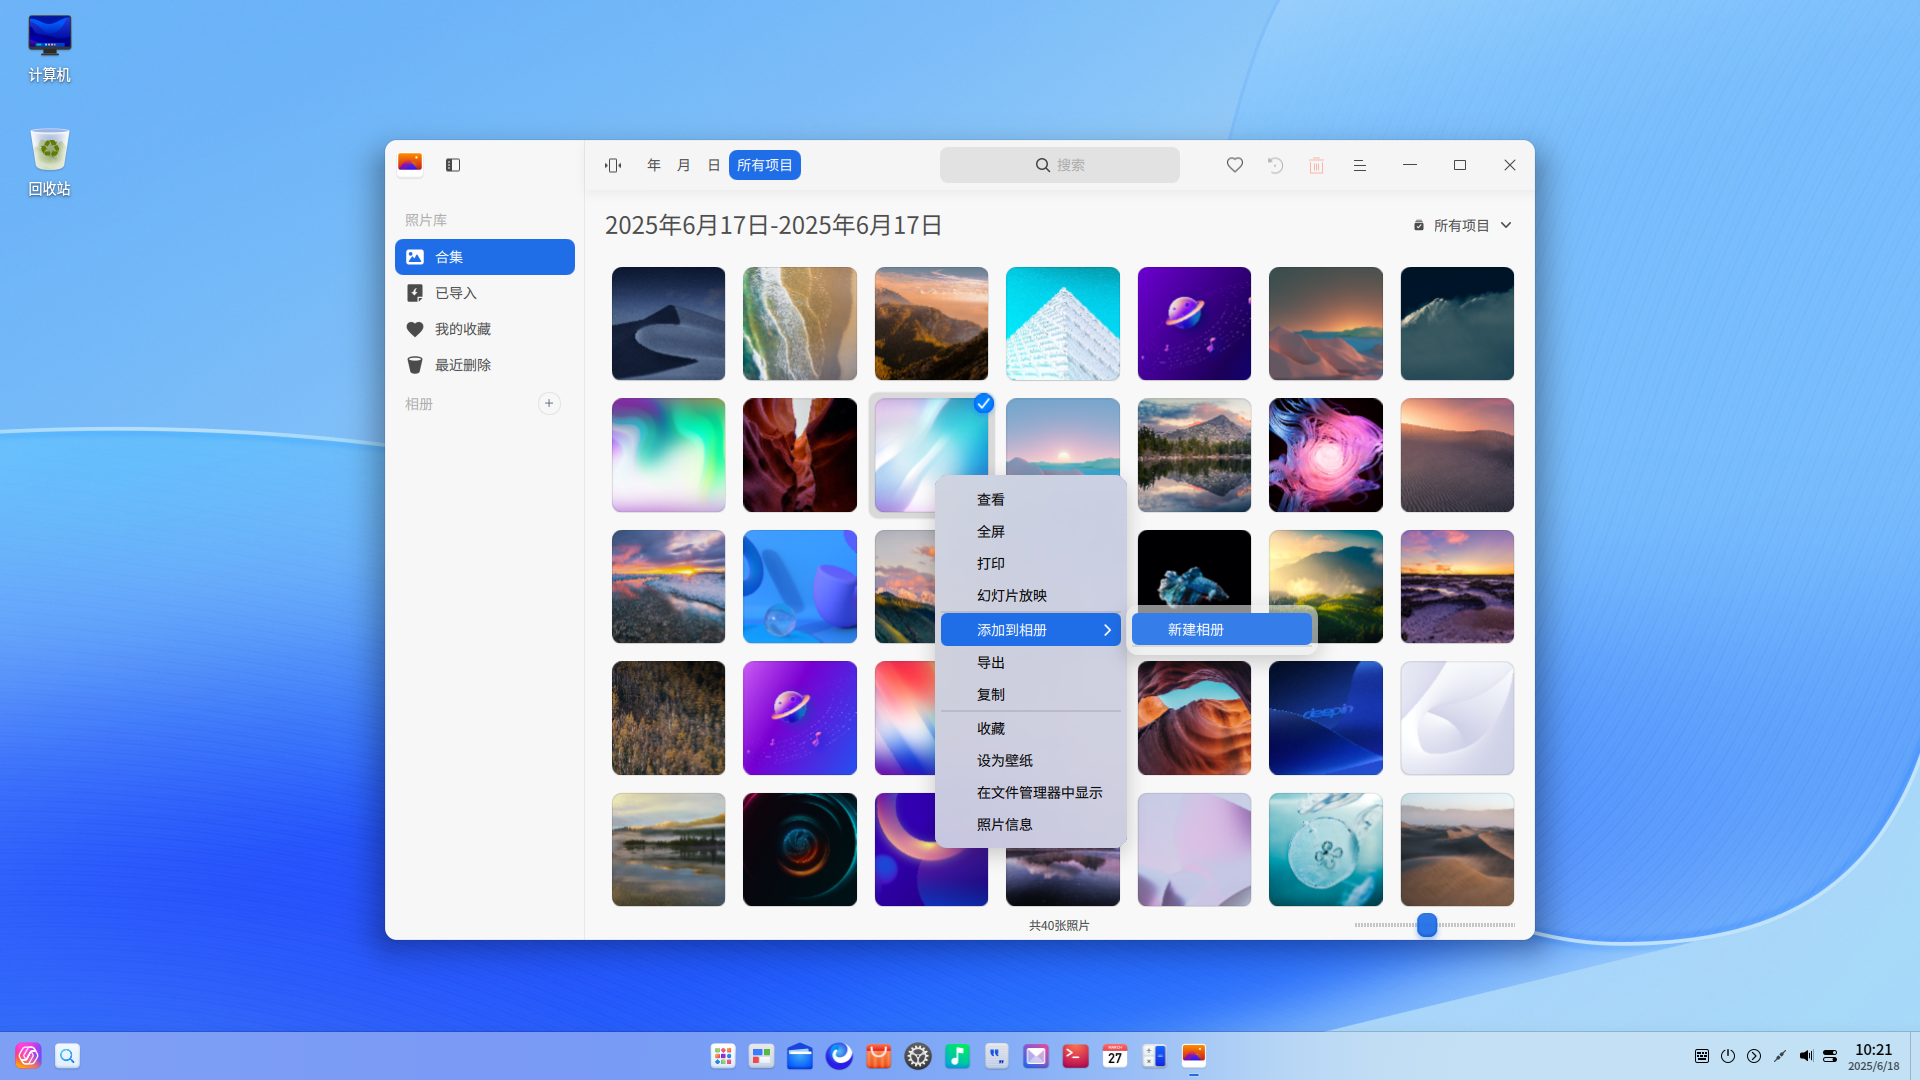 计算机
回收站
年 月 日 所有项目
搜索
照片库
合集
已导入
我的收藏
最近删除
相册
2025年6月17日-2025年6月17日
所有项目
查看
全屏
打印
幻灯片放映
添加到相册
新建相册
导出
复制
收藏
设为壁纸
在文件管理器中显示
照片信息
deepin
共40张照片
MARCH
27
10:21
2025/6/18